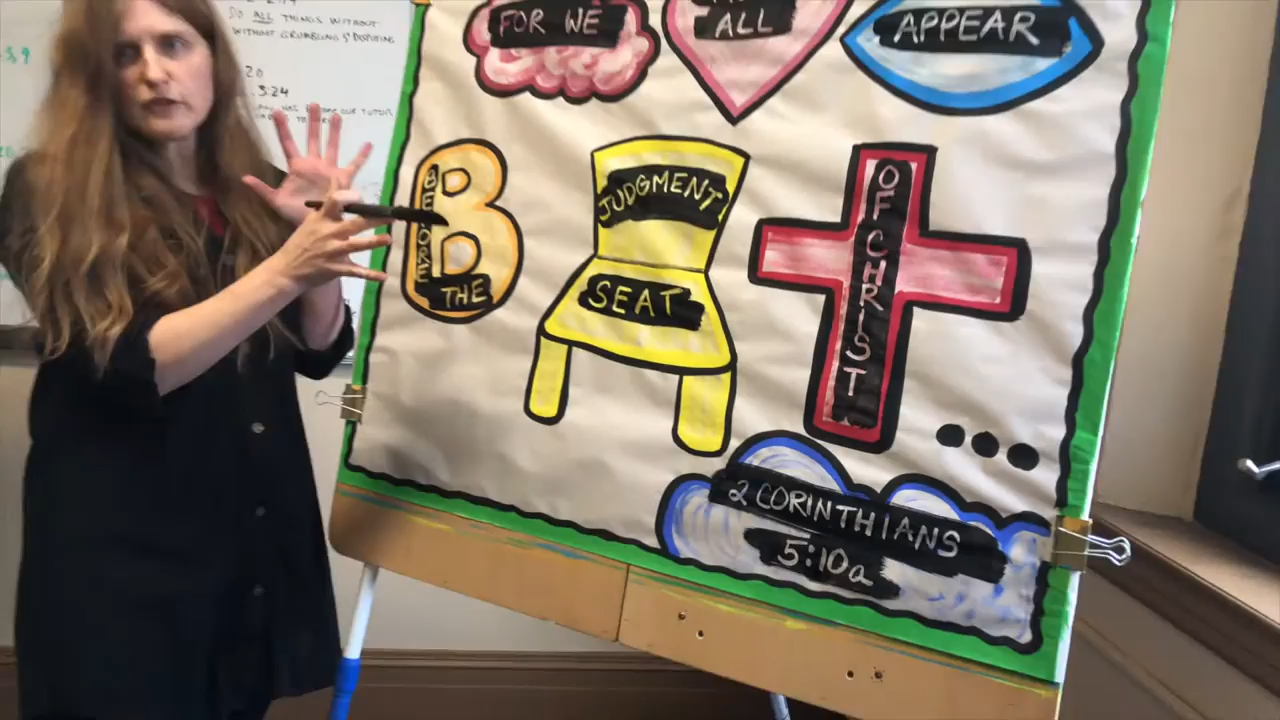 DO ALL THINGS WITHOUT
WITHOUT GRUMBLING & DISPUTING
20
3:24
FOR WE
ALL
APPEAR
B
BEFORE
THE
JUDGMENT
SEAT
OF CHRIST
...
2 CORINTHIANS
5:10a